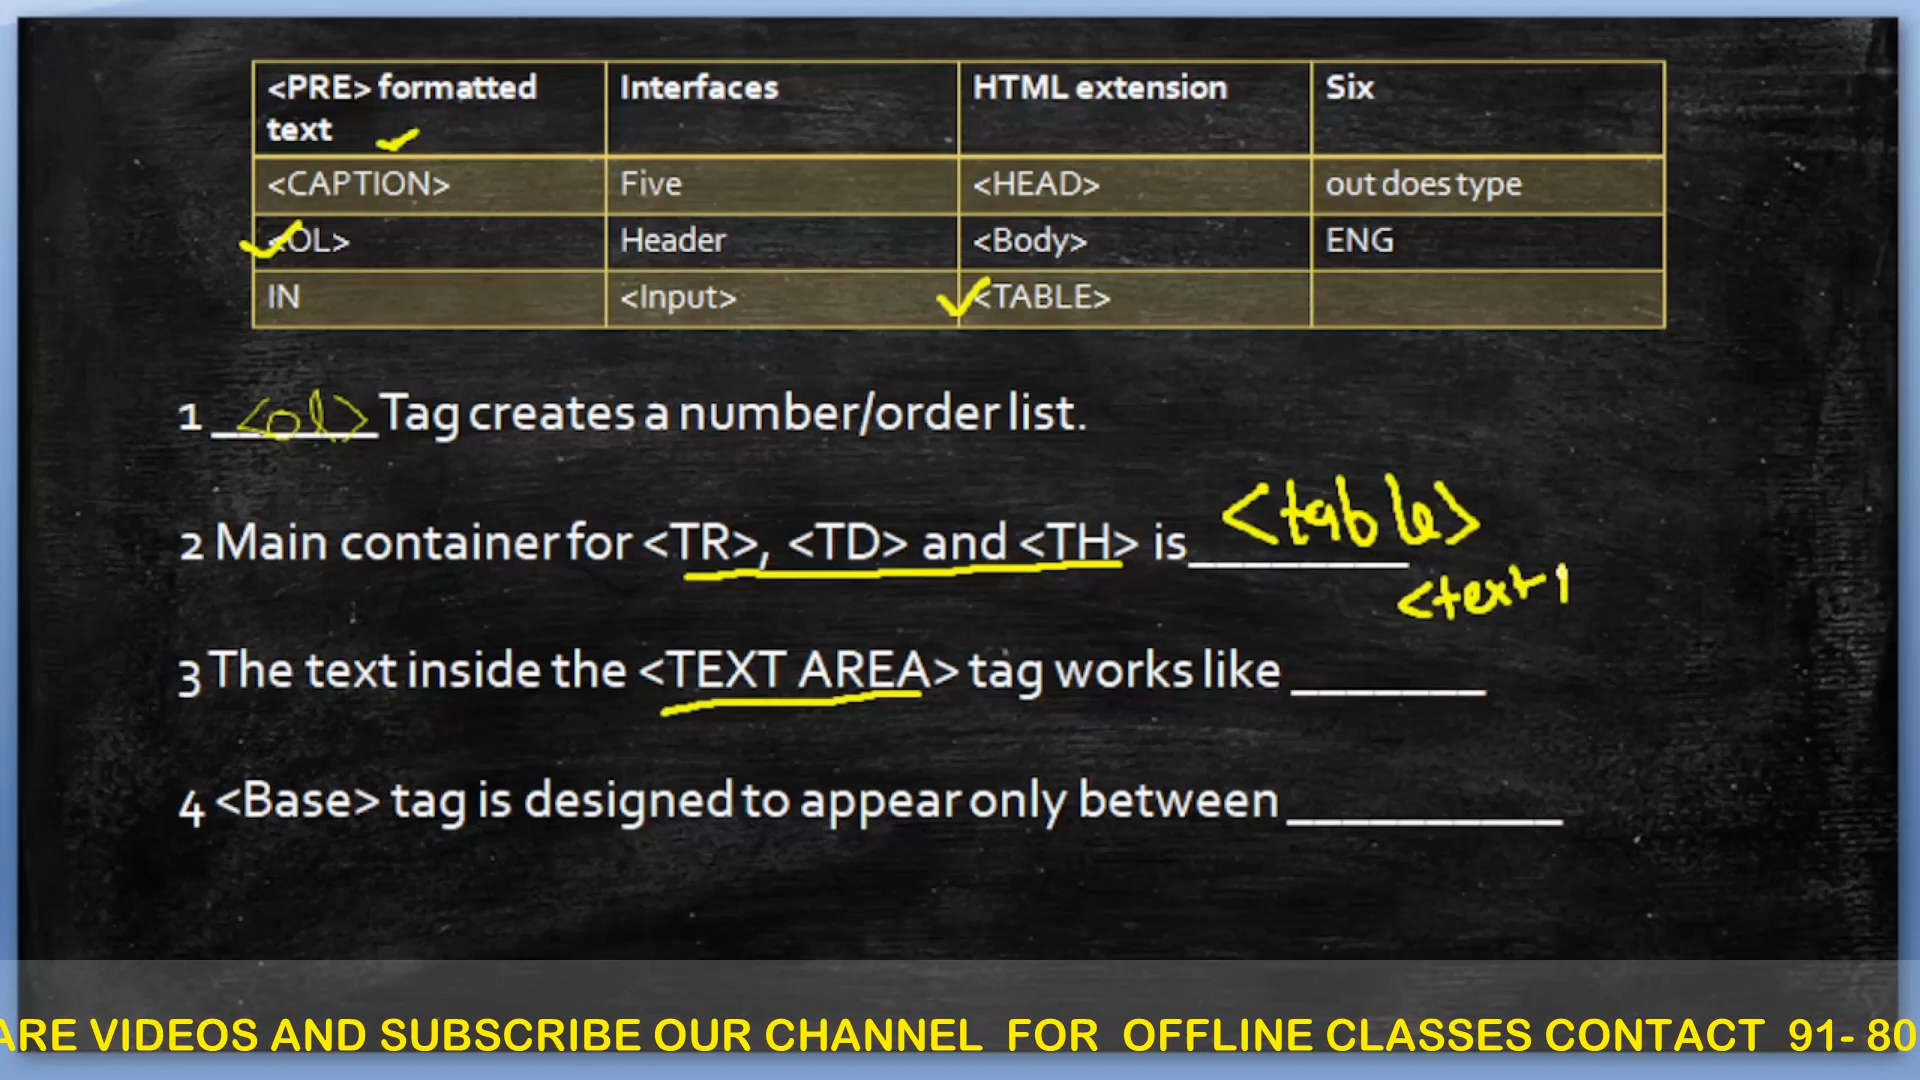 <PRE> formatted text
Interfaces
HTML extension
Six
<CAPTION>
Five
<HEAD>
out does type
<OL>
Header
<Body>
ENG
IN
<Input>
<TABLE>
1 <ol> Tag creates a number/order list.
2 Main container for <TR>, <TD> and <TH> is <table>
<text
3 The text inside the <TEXT AREA> tag works like ________
4 <Base> tag is designed to appear only between ___________
ARE VIDEOS AND SUBSCRIBE OUR CHANNEL FOR OFFLINE CLASSES CONTACT 91- 80